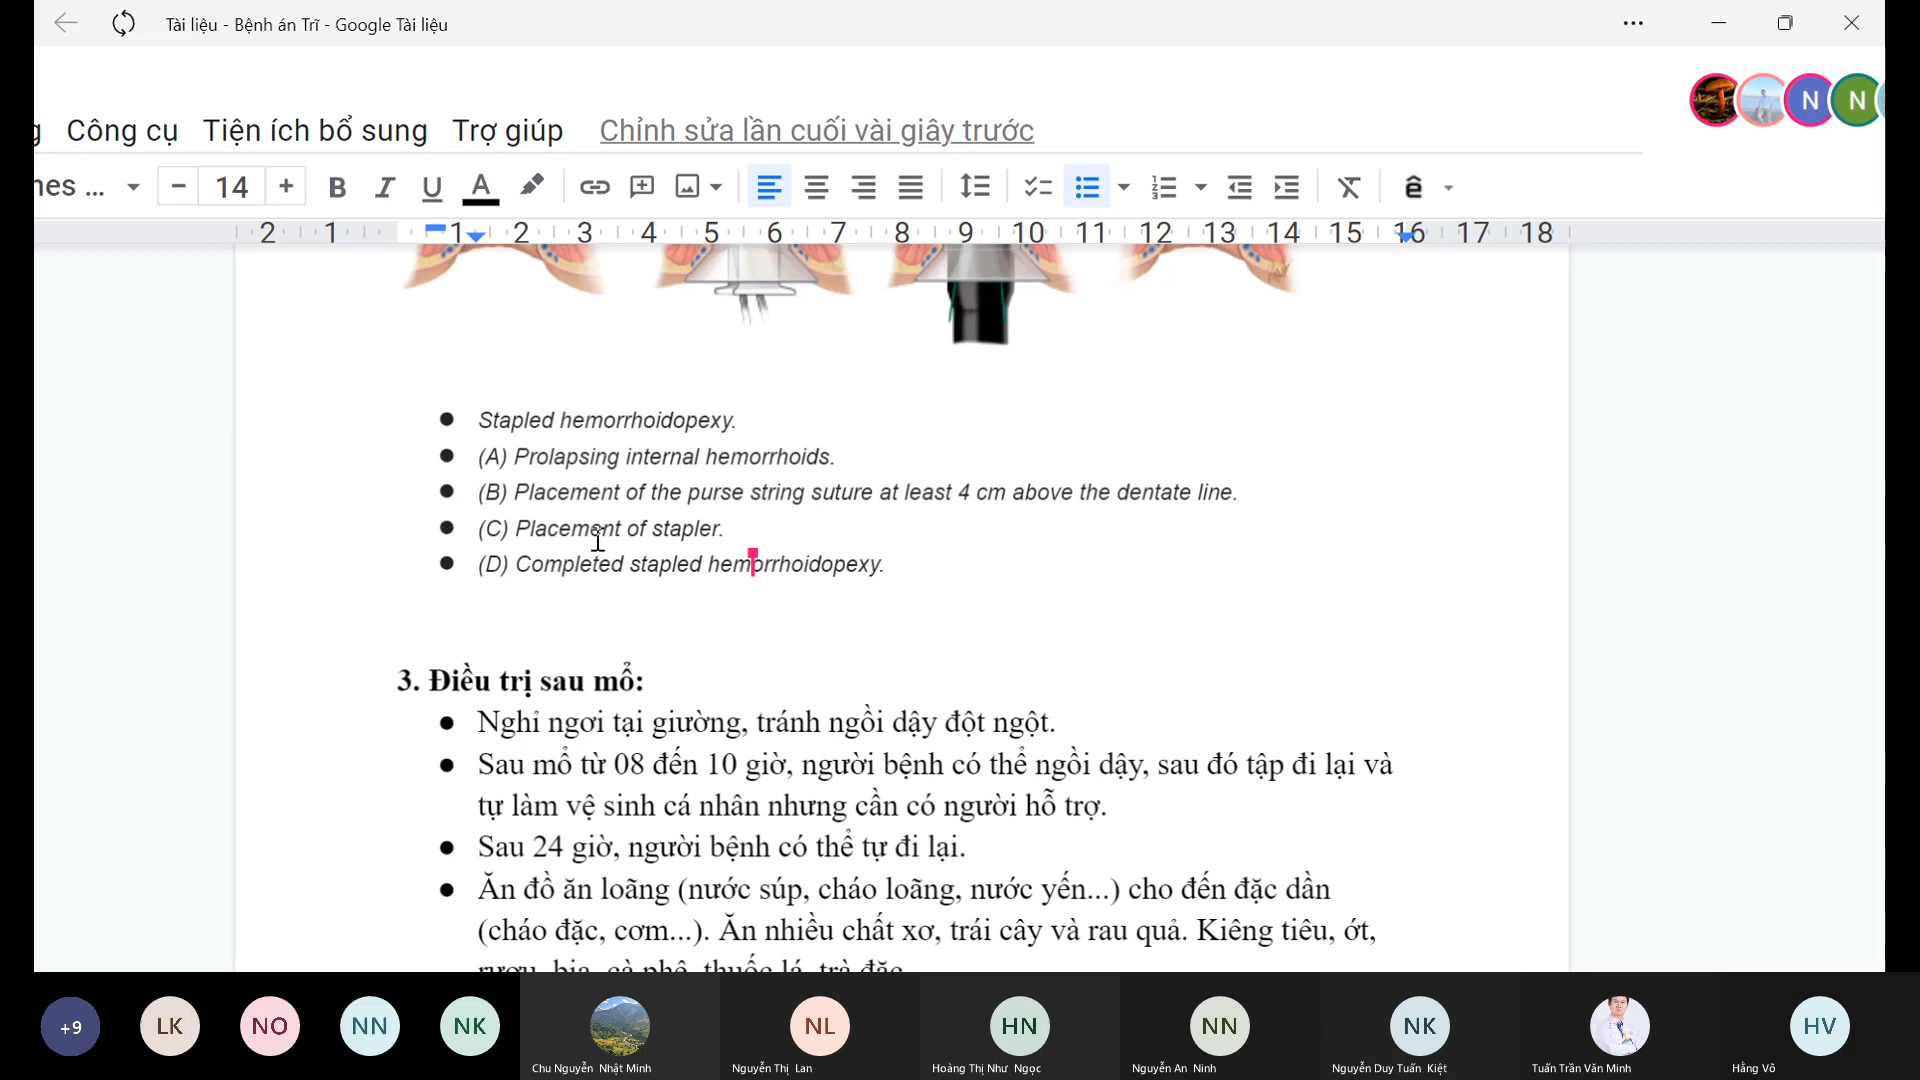 Tài liệu - Bệnh án Trĩ - Google Tài liệu
g Công cụ Tiện ích bổ sung Trợ giúp Chỉnh sửa lần cuối vài giây trước
N N
nes ... 14 B I U A ê
2 1 1 2 3 4 5 6 7 8 9 10 11 12 13 14 15 16 17 18
● Stapled hemorrhoidopexy.
● (A) Prolapsing internal hemorrhoids.
● (B) Placement of the purse string suture at least 4 cm above the dentate line.
● (C) Placement of stapler.
● (D) Completed stapled hemorrhoidopexy.
3. Điều trị sau mổ:
● Nghỉ ngơi tại giường, tránh ngồi dậy đột ngột.
● Sau mổ từ 08 đến 10 giờ, người bệnh có thể ngồi dậy, sau đó tập đi lại và
tự làm vệ sinh cá nhân nhưng cần có người hỗ trợ.
● Sau 24 giờ, người bệnh có thể tự đi lại.
● Ăn đồ ăn loãng (nước súp, cháo loãng, nước yến...) cho đến đặc dần
(cháo đặc, cơm...). Ăn nhiều chất xơ, trái cây và rau quả. Kiêng tiêu, ớt,
rượu, bia, cà phê, thuốc lá, trà đặc
+9 LK NO NN NK NL HN NN NK HV
Chu Nguyễn Nhật Minh Nguyễn Thị Lan Hoàng Thị Như Ngọc Nguyễn An Ninh Nguyễn Duy Tuấn Kiệt Tuấn Trần Văn Minh Hằng Võ